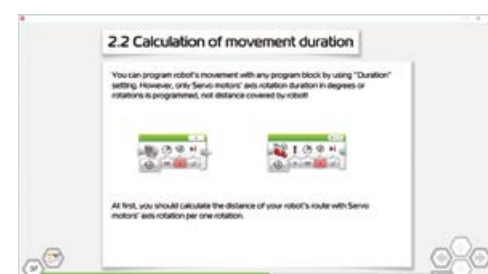 2.2 Calculation of movement duration
You can program robot's movement with any program block by using "Duration"
setting. However, only Servo motors' axis rotation duration in degrees or
rotations is programmed, not distance covered by robot!
At first, you should calculate the distance of your robot's route with Servo
motors' axis rotation per one rotation.